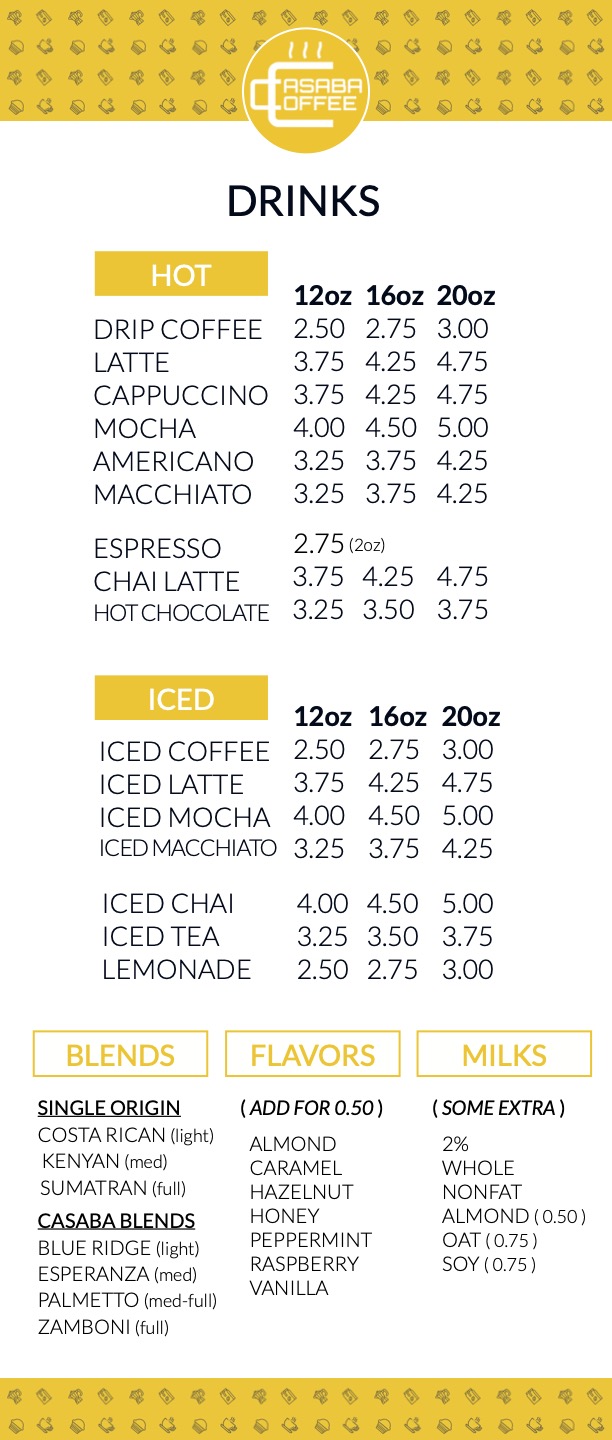 CASABA
COFFEE
DRINKS
HOT
12oz 16oz 20oz
DRIP COFFEE 2.50 2.75 3.00
LATTE 3.75 4.25 4.75
CAPPUCCINO 3.75 4.25 4.75
MOCHA 4.00 4.50 5.00
AMERICANO 3.25 3.75 4.25
MACCHIATO 3.25 3.75 4.25
ESPRESSO 2.75 (2oz)
CHAI LATTE 3.75 4.25 4.75
HOT CHOCOLATE 3.25 3.50 3.75
ICED
12oz 16oz 20oz
ICED COFFEE 2.50 2.75 3.00
ICED LATTE 3.75 4.25 4.75
ICED MOCHA 4.00 4.50 5.00
ICED MACCHIATO 3.25 3.75 4.25
ICED CHAI 4.00 4.50 5.00
ICED TEA 3.25 3.50 3.75
LEMONADE 2.50 2.75 3.00
BLENDS
SINGLE ORIGIN
COSTA RICAN (light)
KENYAN (med)
SUMATRAN (full)
CASABA BLENDS
BLUE RIDGE (light)
ESPERANZA (med)
PALMETTO (med-full)
ZAMBONI (full)
FLAVORS
( ADD FOR 0.50 )
ALMOND
CARAMEL
HAZELNUT
HONEY
PEPPERMINT
RASPBERRY
VANILLA
MILKS
( SOME EXTRA )
2%
WHOLE
NONFAT
ALMOND ( 0.50 )
OAT ( 0.75 )
SOY ( 0.75 )